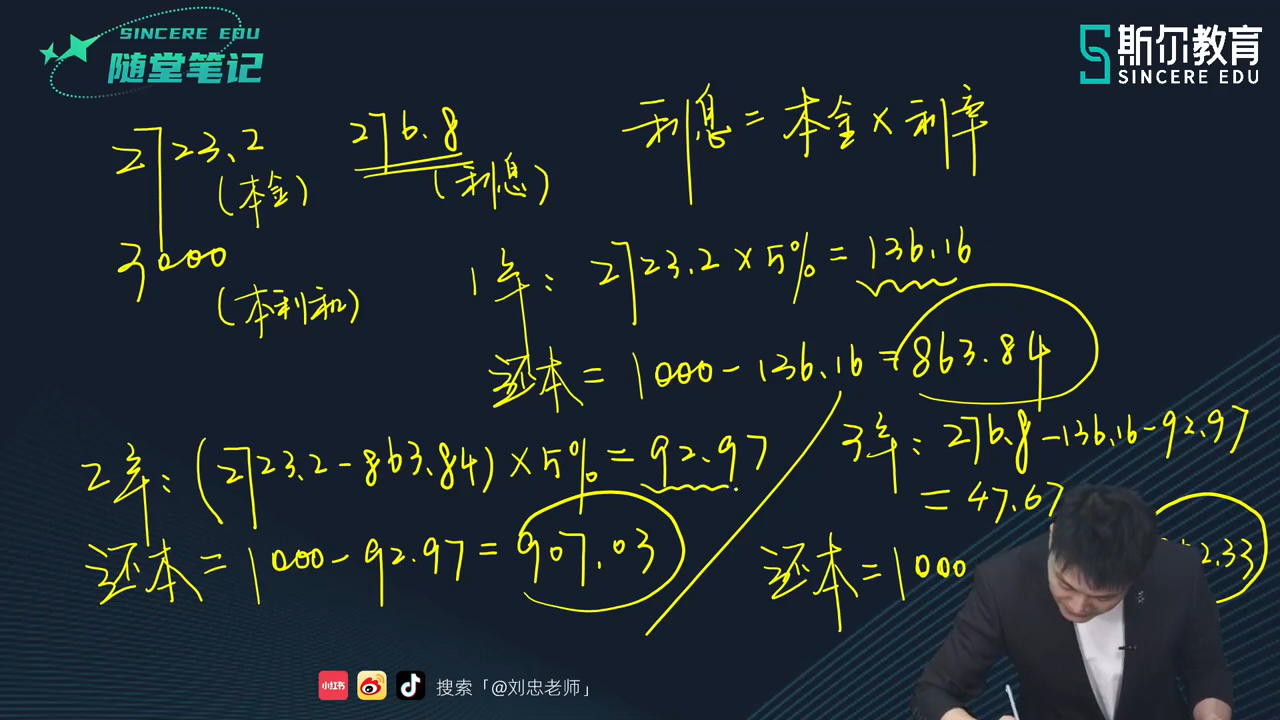 SINCERE EDU
随堂笔记
斯尔教育
SINCERE EDU
2723.2
(本金)
276.8
(利息)
利息=本金×利率
3000
(本利和)
1年: 2723.2×5%=136.16
还本=1000-136.16=863.84
2年: (2723.2-863.84)×5%=92.97
还本=1000-92.97=907.03
3年: 276.8-136.16-92.97
=47.67
还本=1000
2.33
小红书
搜索「@刘忠老师」